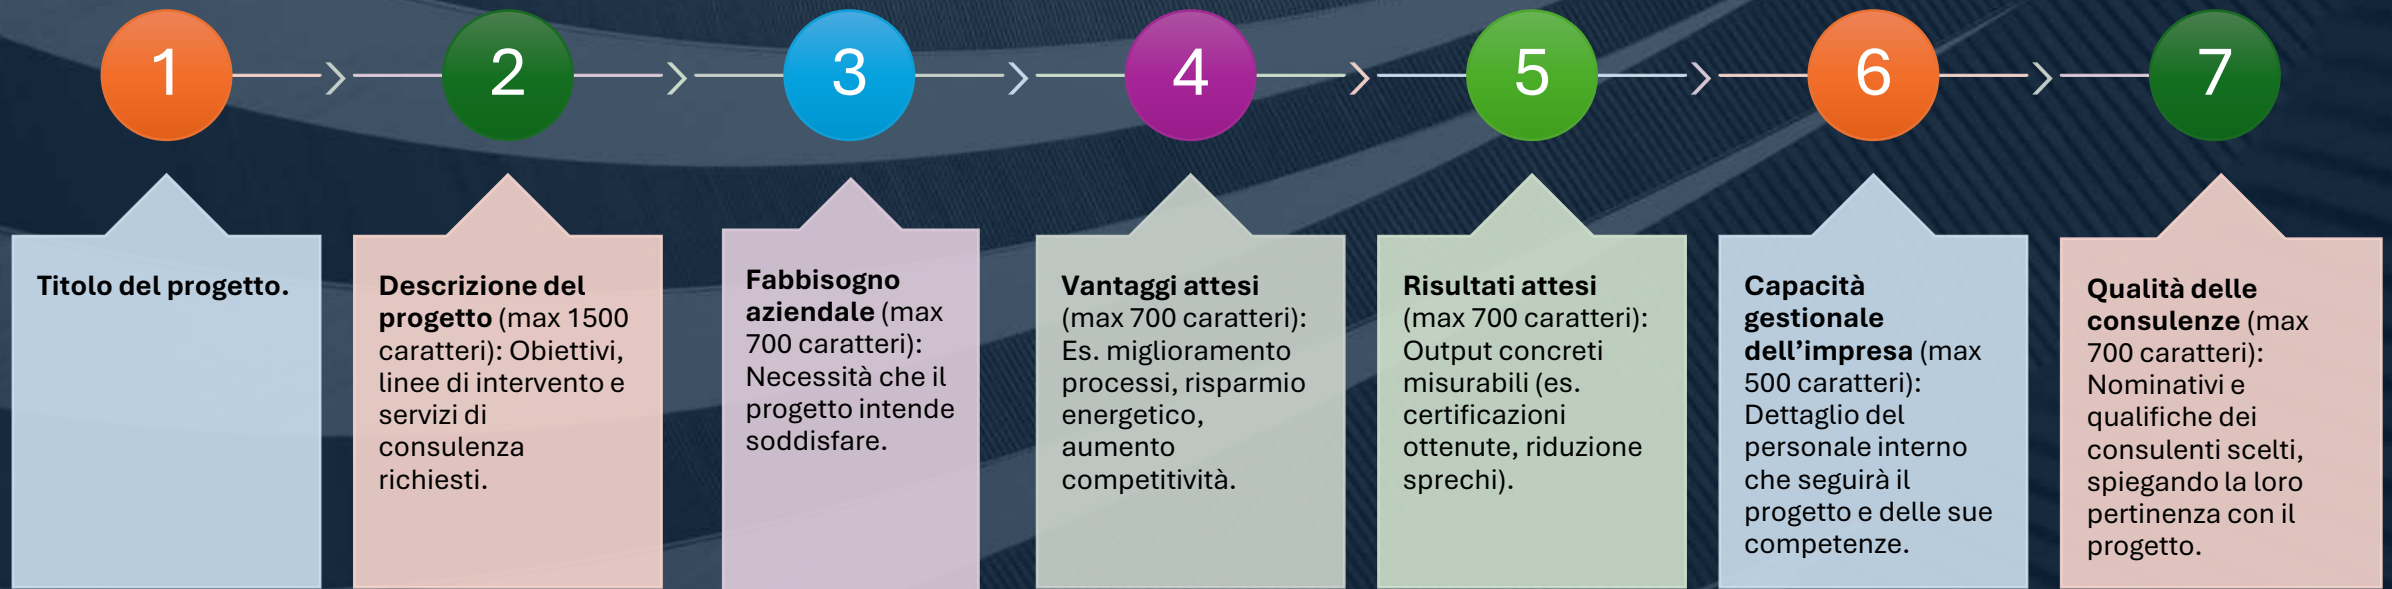 1
2
3
4
5
6
7
Titolo del progetto.
Descrizione del
progetto (max 1500
caratteri): Obiettivi,
linee di intervento e
servizi di
consulenza
richiesti.
Fabbisogno
aziendale (max
700 caratteri):
Necessità che il
progetto intende
soddisfare.
Vantaggi attesi
(max 700 caratteri):
Es. miglioramento
processi, risparmio
energetico,
aumento
competitività.
Risultati attesi
(max 700 caratteri):
Output concreti
misurabili (es.
certificazioni
ottenute, riduzione
sprechi).
Capacità
gestionale
dell’impresa (max
500 caratteri):
Dettaglio del
personale interno
che seguirà il
progetto e delle sue
competenze.
Qualità delle
consulenze (max
700 caratteri):
Nominativi e
qualifiche dei
consulenti scelti,
spiegando la loro
pertinenza con il
progetto.